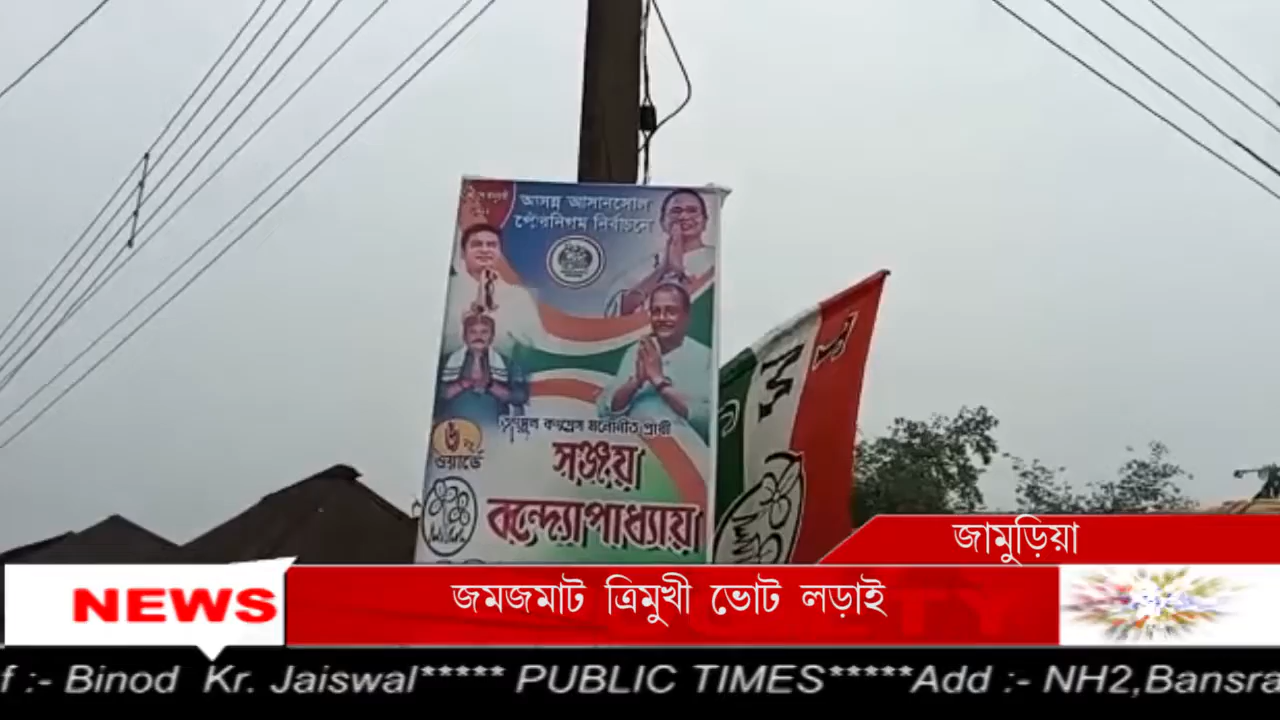 আসন্ন আসানসোল
পৌরনিগম নির্বাচনে
তৃণমূল কংগ্রেস মনোনীত প্রার্থী
৬ নং
ওয়ার্ডে
সঞ্জয়
বন্দ্যোপাধ্যায়
জামুড়িয়া
NEWS
জমজমাট ত্রিমুখী ভোট লড়াই
f :- Binod Kr. Jaiswal***** PUBLIC TIMES*****Add :- NH2,Bansra